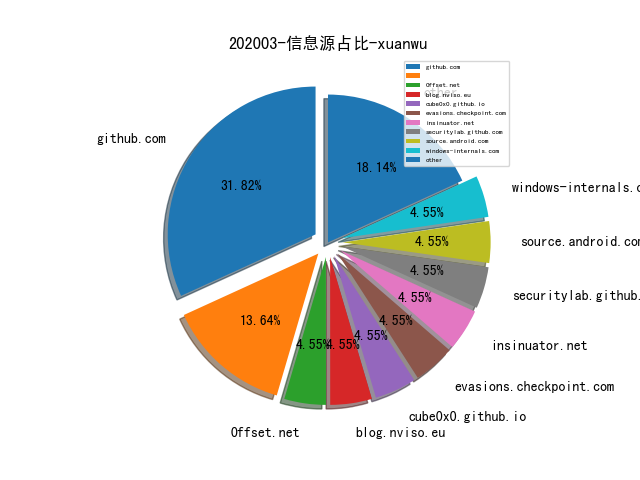 202003-信息源占比-xuanwu
github.com
Offset.net
blog.nviso.eu
cube0x0.github.io
evasions.checkpoint.com
insinuator.net
securitylab.github.com
source.android.com
windows-internals.com
other
other
18.14%
github.com
31.82%
windows-internals.c
4.55%
source.android.com
4.55%
securitylab.github.
4.55%
4.55%
insinuator.net
13.64%
4.55%
4.55%
4.55%
4.55%
evasions.checkpoint.com
cube0x0.github.io
Offset.net
blog.nviso.eu